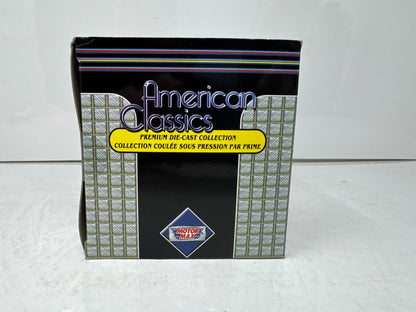 American
Classics
PREMIUM DIE-CAST COLLECTION
COLLECTION COULÉE SOUS PRESSION PAR PRIME
MOTOR
MAX